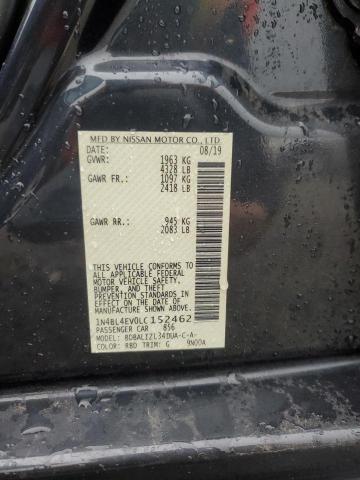 MFD BY NISSAN MOTOR CO., LTD
DATE: 08/19
GVWR: 1963 KG
4328 LB
GAWR FR: 1097 KG
2418 LB
GAWR RR: 945 KG
2083 LB
THIS VEHICLE CONFORMS TO
ALL APPLICABLE FEDERAL
MOTOR VEHICLE SAFETY,
BUMPER, AND THEFT
PREVENTION STANDARDS IN
EFFECT ON THE DATE OF
MANUFACTURE SHOWN ABOVE.
1N4BL4EV0LC152462
PASSENGER CAR 856
MODEL: BDBALIZL34DUA-C-A-
COLOR: RBD TRIM: G 9N00A